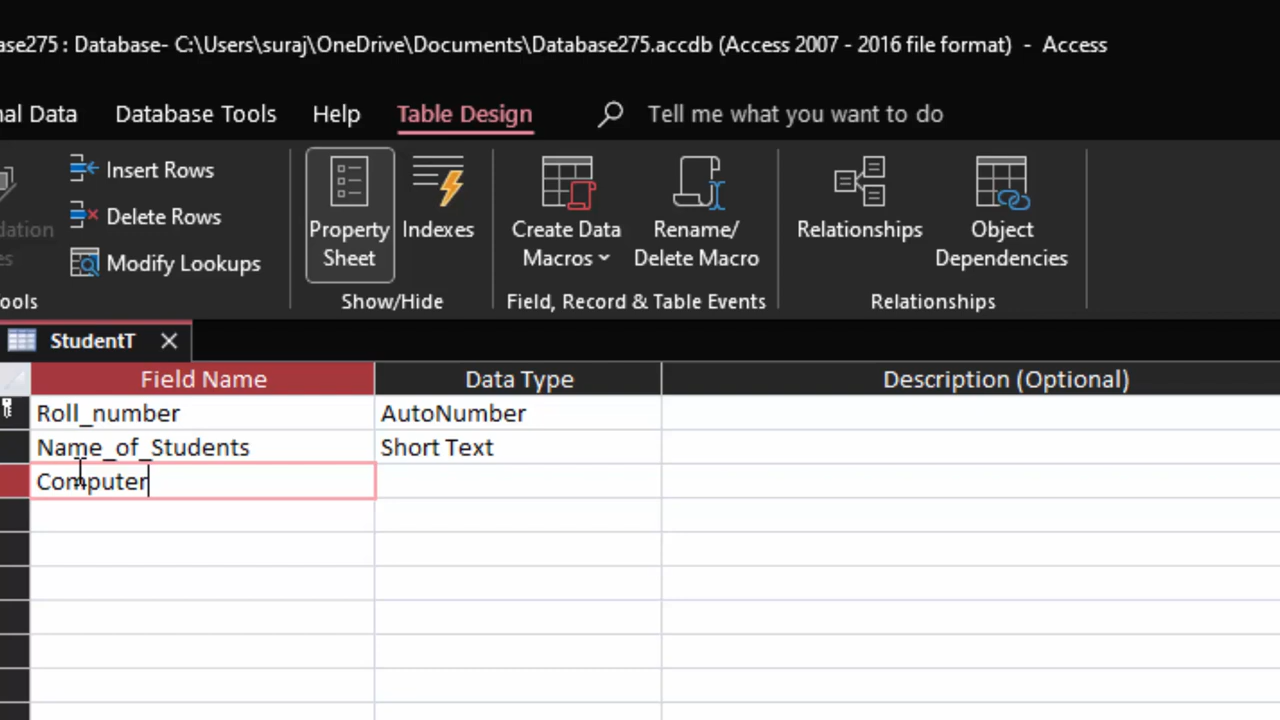 ase275 : Database- C:\Users\suraj\OneDrive\Documents\Database275.accdb (Access 2007 - 2016 file format) - Access
nal Data Database Tools Help Table Design Tell me what you want to do
Insert Rows
Delete Rows
Modify Lookups
dation
es
ools
Property
Sheet
Indexes
Show/Hide
Create Data
Macros
Rename/
Delete Macro
Field, Record & Table Events
Relationships
Object
Dependencies
Relationships
StudentT
Field Name Data Type Description (Optional)
Roll_number AutoNumber
Name_of_Students Short Text
Computer